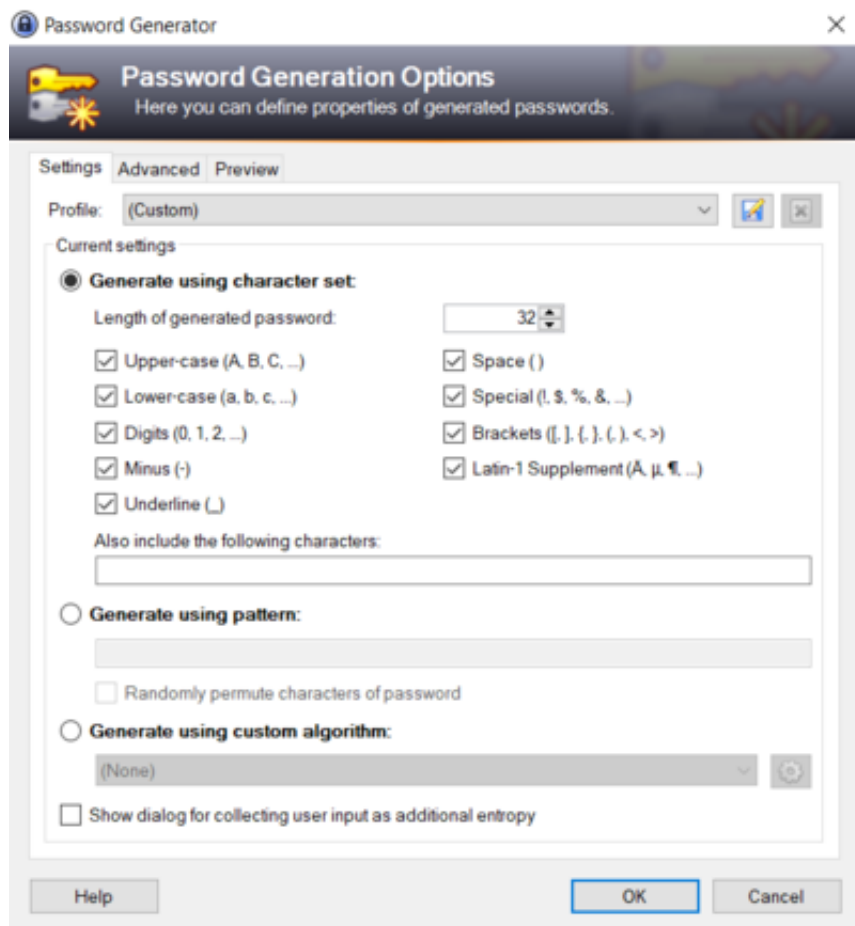 Password Generator
Password Generation Options
Here you can define properties of generated passwords.
Settings Advanced Preview
Profile: (Custom)
Current settings
Generate using character set:
Length of generated password: 32
Upper-case (A, B, C, ...) Space ( )
Lower-case (a, b, c, ...) Special (!, $, %, &, ...)
Digits (0, 1, 2, ...) Brackets ([, ], {, }, (, ), <, >)
Minus (-) Latin-1 Supplement (Ä, µ, ¶, ...)
Underline (_)
Also include the following characters:
Generate using pattern:
Randomly permute characters of password
Generate using custom algorithm:
(None)
Show dialog for collecting user input as additional entropy
Help OK Cancel